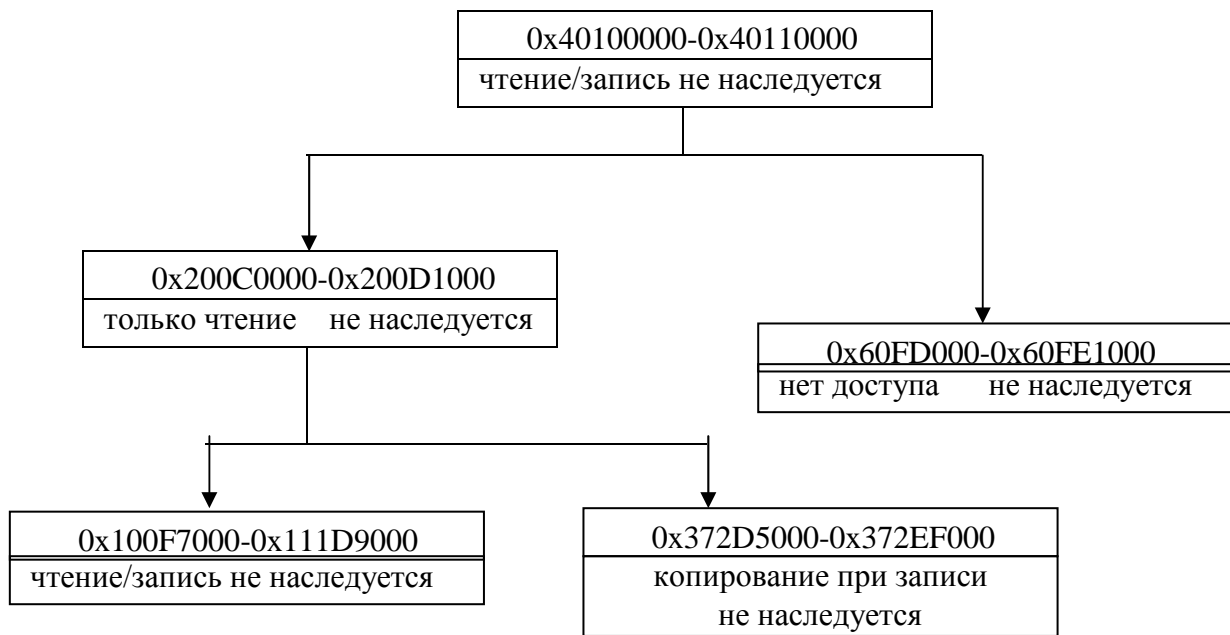 0x40100000-0x40110000
чтение/запись не наследуется
0x200C0000-0x200D1000
только чтение не наследуется
0x60FD000-0x60FE1000
нет доступа не наследуется
0x100F7000-0x111D9000
чтение/запись не наследуется
0x372D5000-0x372EF000
копирование при записи
не наследуется